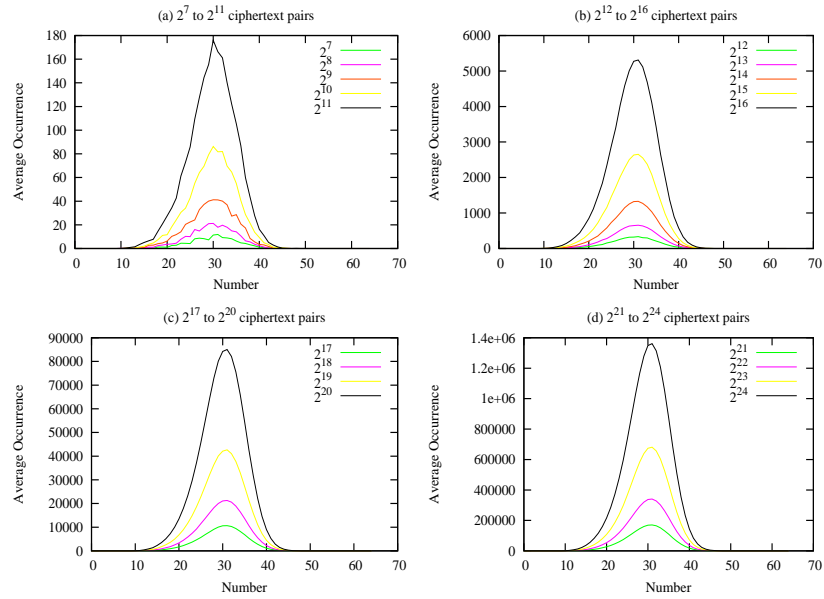 (a) 2^7 to 2^11 ciphertext pairs
180
160
140
120
100
80
60
40
20
0
0 10 20 30 40 50 60 70
Average Occurrence
Number
2^7
2^8
2^9
2^10
2^11
(b) 2^12 to 2^16 ciphertext pairs
6000
5000
4000
3000
2000
1000
0
0 10 20 30 40 50 60 70
Average Occurrence
Number
2^12
2^13
2^14
2^15
2^16
(c) 2^17 to 2^20 ciphertext pairs
90000
80000
70000
60000
50000
40000
30000
20000
10000
0
0 10 20 30 40 50 60 70
Average Occurrence
Number
2^17
2^18
2^19
2^20
(d) 2^21 to 2^24 ciphertext pairs
1.4e+06
1.2e+06
1e+06
800000
600000
400000
200000
0
0 10 20 30 40 50 60 70
Average Occurrence
Number
2^21
2^22
2^23
2^24